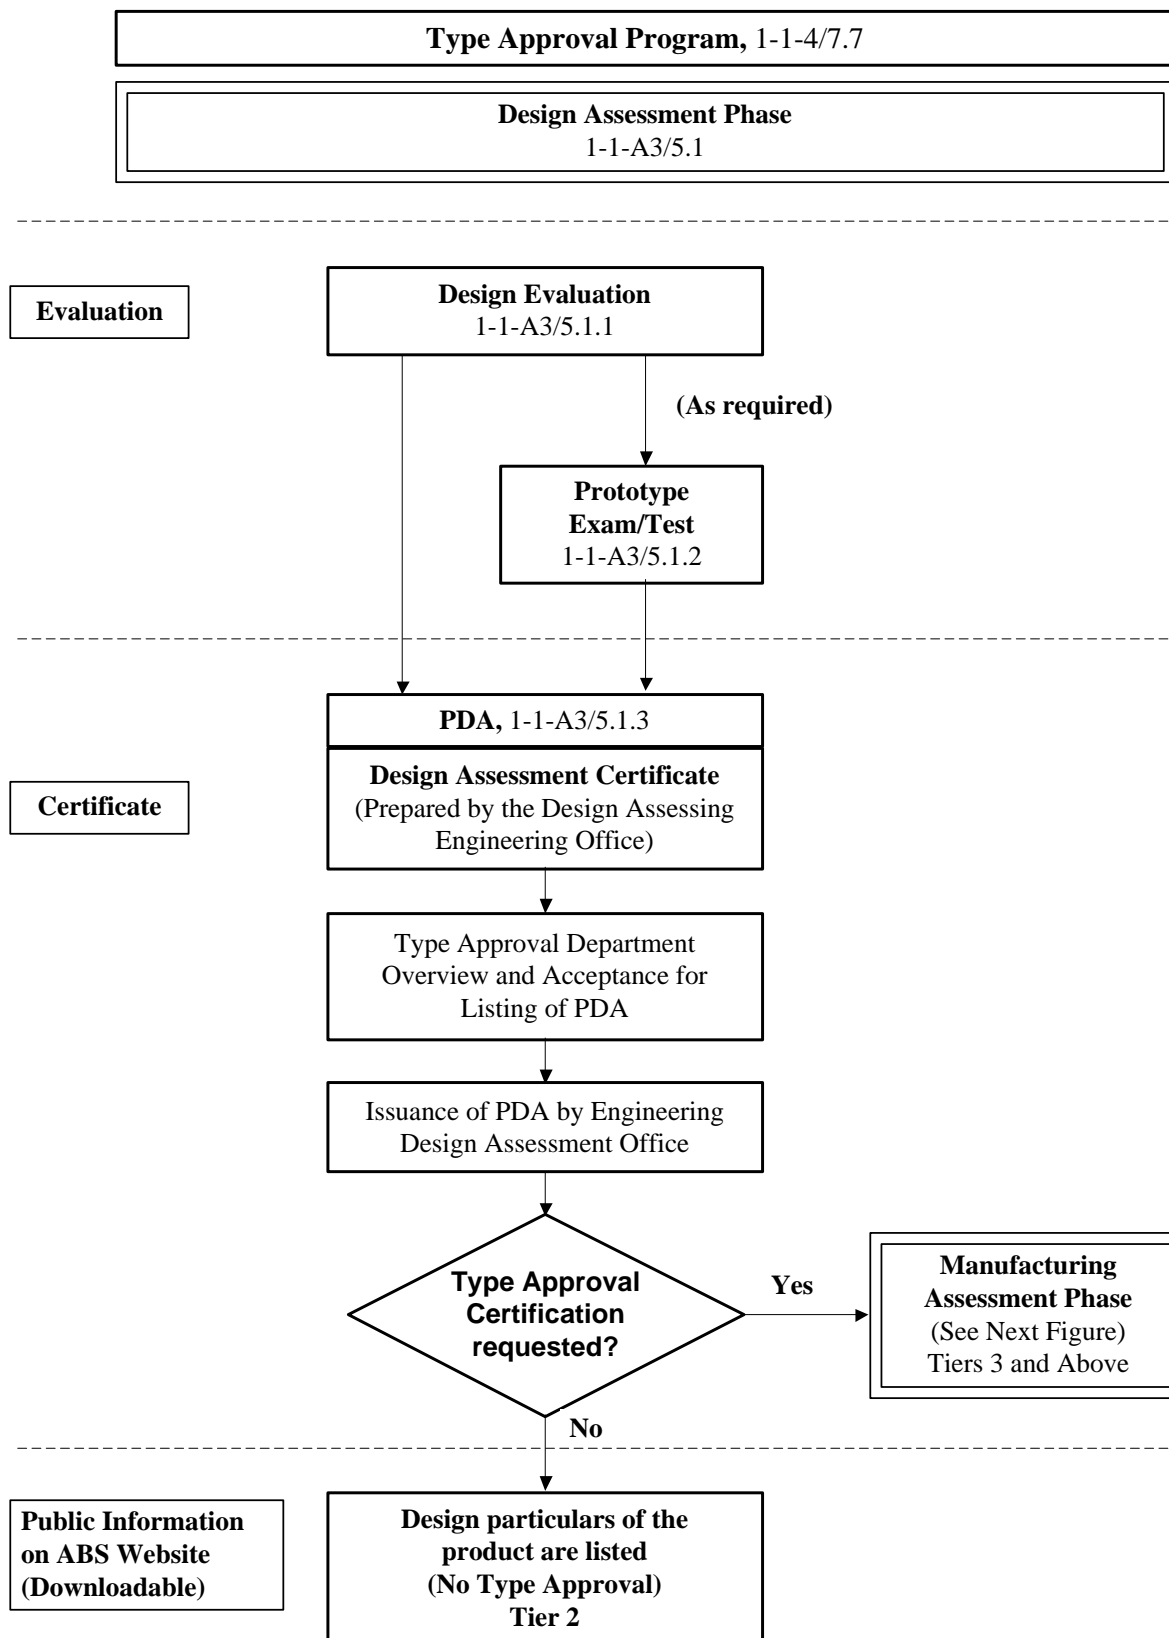 Type Approval Program, 1-1-4/7.7
Design Assessment Phase
1-1-A3/5.1
Evaluation
Design Evaluation
1-1-A3/5.1.1
(As required)
Prototype
Exam/Test
1-1-A3/5.1.2
PDA, 1-1-A3/5.1.3
Certificate
Design Assessment Certificate
(Prepared by the Design Assessing
Engineering Office)
Type Approval Department
Overview and Acceptance for
Listing of PDA
Issuance of PDA by Engineering
Design Assessment Office
Type Approval
Certification
requested?
Yes
Manufacturing
Assessment Phase
(See Next Figure)
Tiers 3 and Above
No
Public Information
on ABS Website
(Downloadable)
Design particulars of the
product are listed
(No Type Approval)
Tier 2